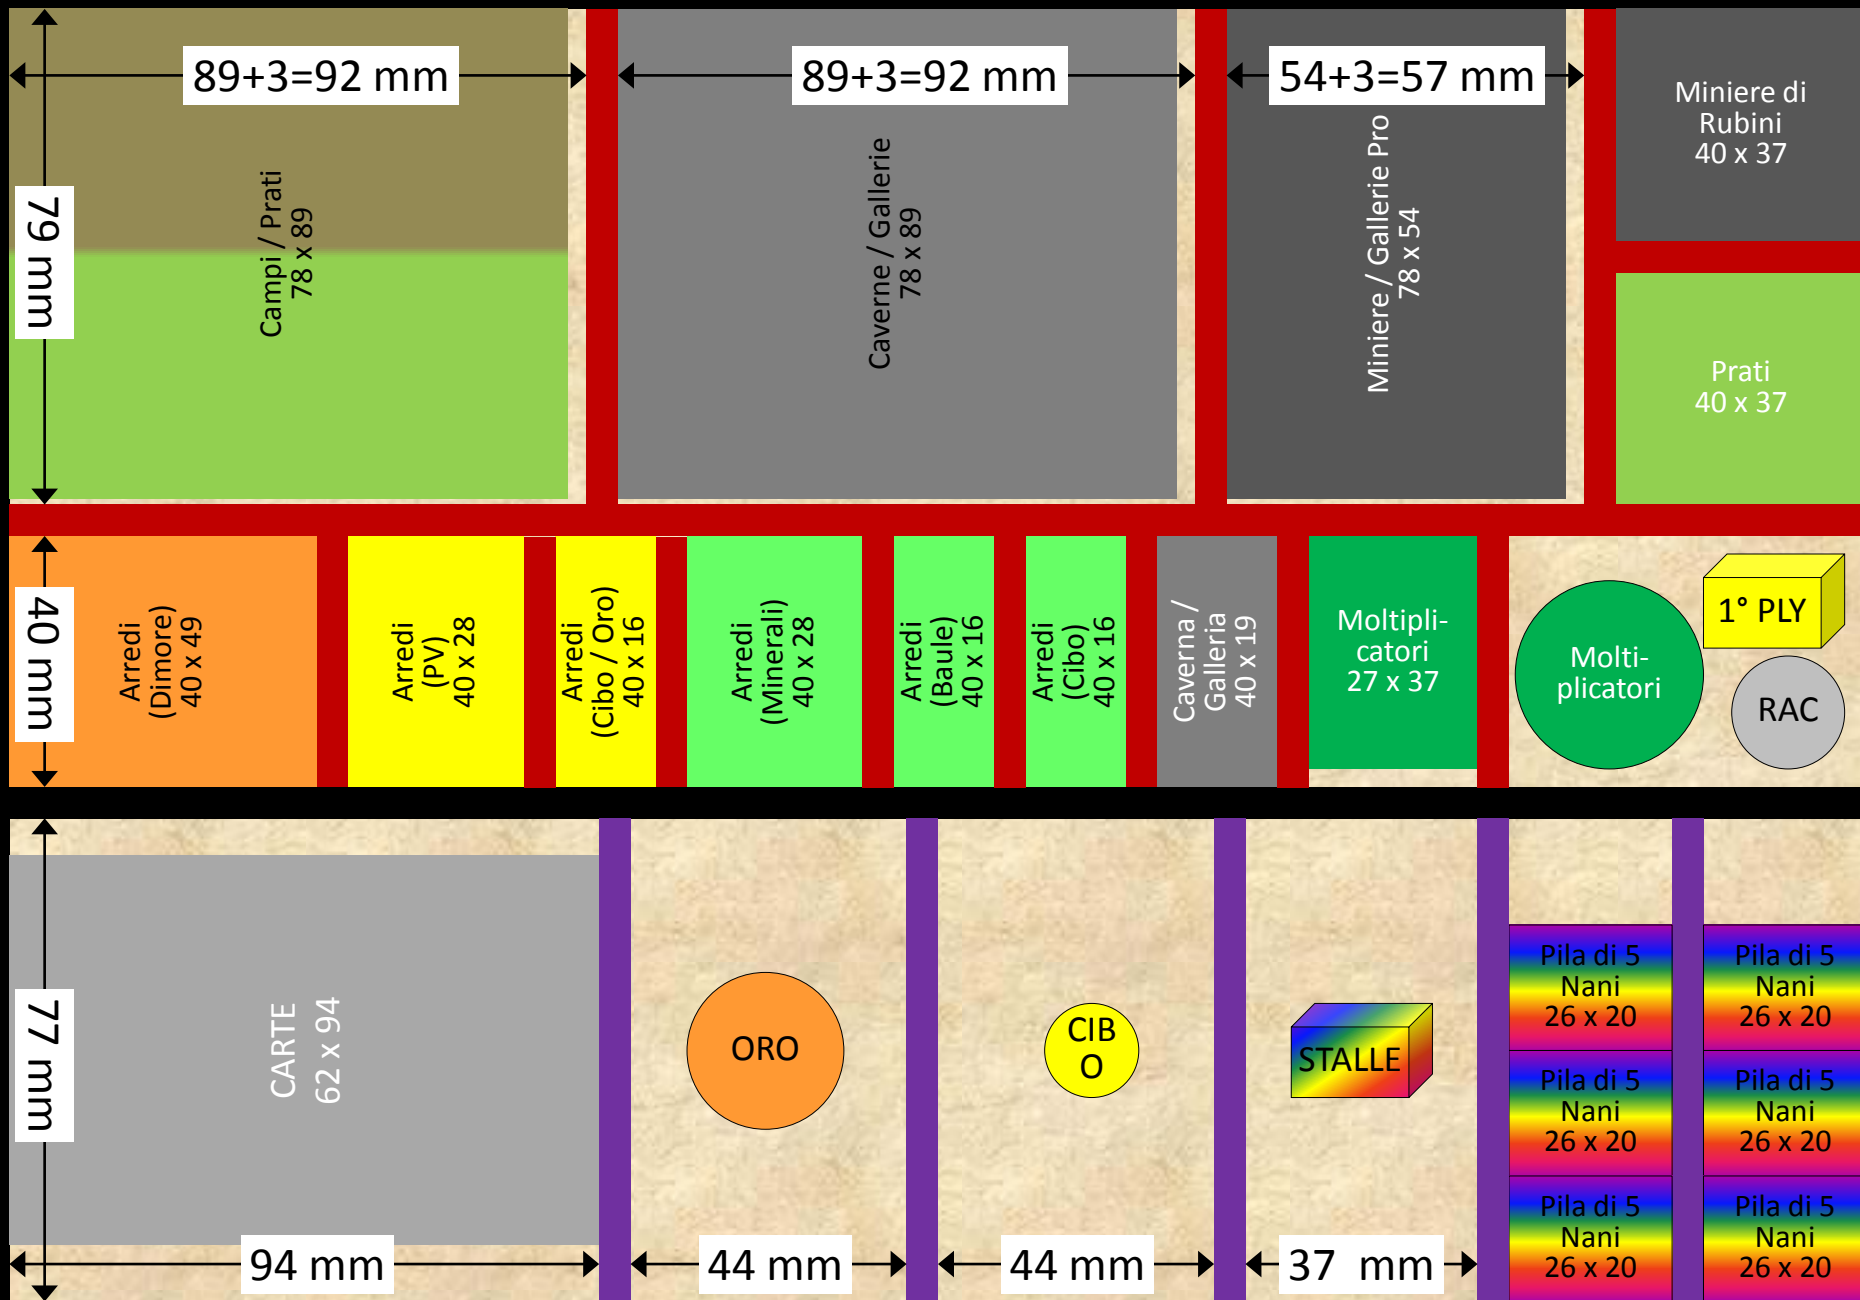 89+3=92 mm
89+3=92 mm
54+3=57 mm
79 mm
Campi / Prati
78 x 89
Caverne / Gallerie
78 x 89
Miniere / Gallerie Pro
78 x 54
Miniere di
Rubini
40 x 37
Prati
40 x 37
40 mm
Arredi
(Dimore)
40 x 49
Arredi
(PV)
40 x 28
Arredi
(Cibo / Oro)
40 x 16
Arredi
(Minerali)
40 x 28
Arredi
(Baule)
40 x 16
Arredi
(Cibo)
40 x 16
Caverna /
Galleria
40 x 19
Moltipli-
catori
27 x 37
Molti-
plicatori
1° PLY
RAC
77 mm
CARTE
62 x 94
94 mm
ORO
44 mm
CIB
O
44 mm
STALLE
37 mm
Pila di 5
Nani
26 x 20
Pila di 5
Nani
26 x 20
Pila di 5
Nani
26 x 20
Pila di 5
Nani
26 x 20
Pila di 5
Nani
26 x 20
Pila di 5
Nani
26 x 20